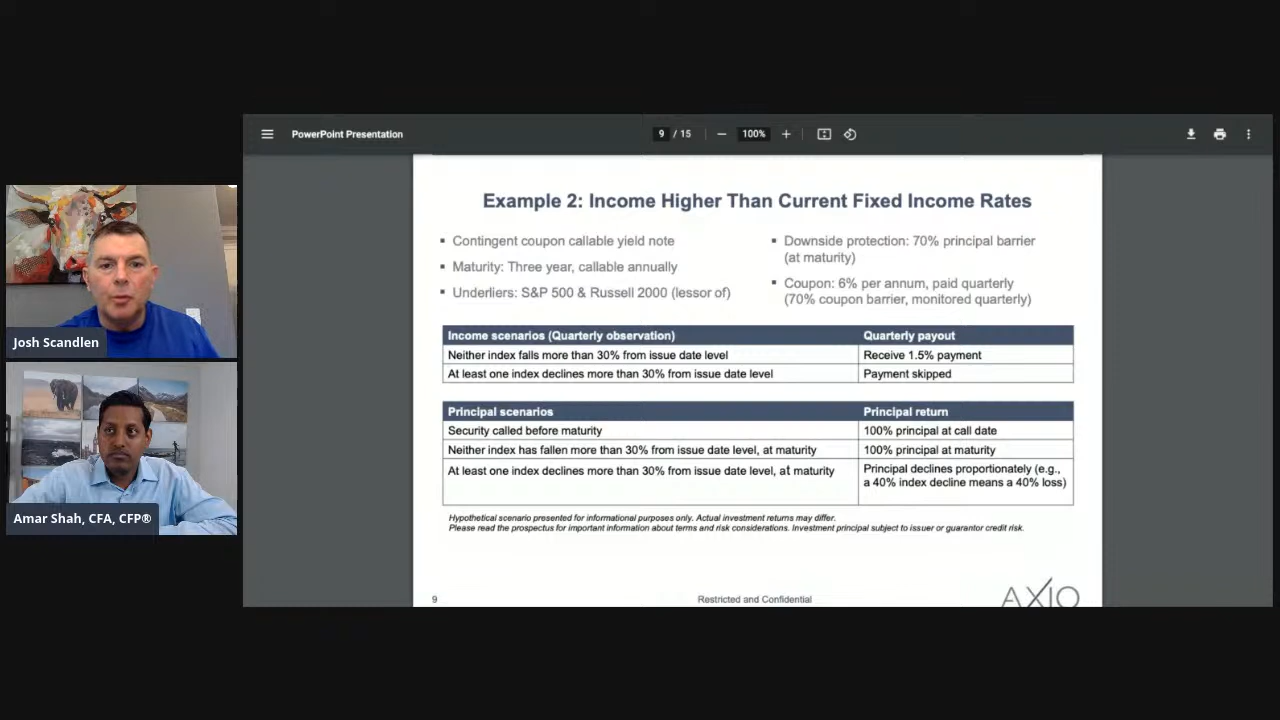 PowerPoint Presentation
9 / 15
100%
Josh Scandlen
Amar Shah, CFA, CFP®
Example 2: Income Higher Than Current Fixed Income Rates
▪ Contingent coupon callable yield note
▪ Maturity: Three year, callable annually
▪ Underliers: S&P 500 & Russell 2000 (lessor of)
▪ Downside protection: 70% principal barrier
(at maturity)
▪ Coupon: 6% per annum, paid quarterly
(70% coupon barrier, monitored quarterly)
Income scenarios (Quarterly observation) Quarterly payout
Neither index falls more than 30% from issue date level Receive 1.5% payment
At least one index declines more than 30% from issue date level Payment skipped
Principal scenarios Principal return
Security called before maturity 100% principal at call date
Neither index has fallen more than 30% from issue date level, at maturity 100% principal at maturity
At least one index declines more than 30% from issue date level, at maturity Principal declines proportionately (e.g.,
a 40% index decline means a 40% loss)
Hypothetical scenario presented for informational purposes only. Actual investment returns may differ.
Please read the prospectus for important information about terms and risk considerations. Investment principal subject to issuer or guarantor credit risk.
9
Restricted and Confidential
AXIO